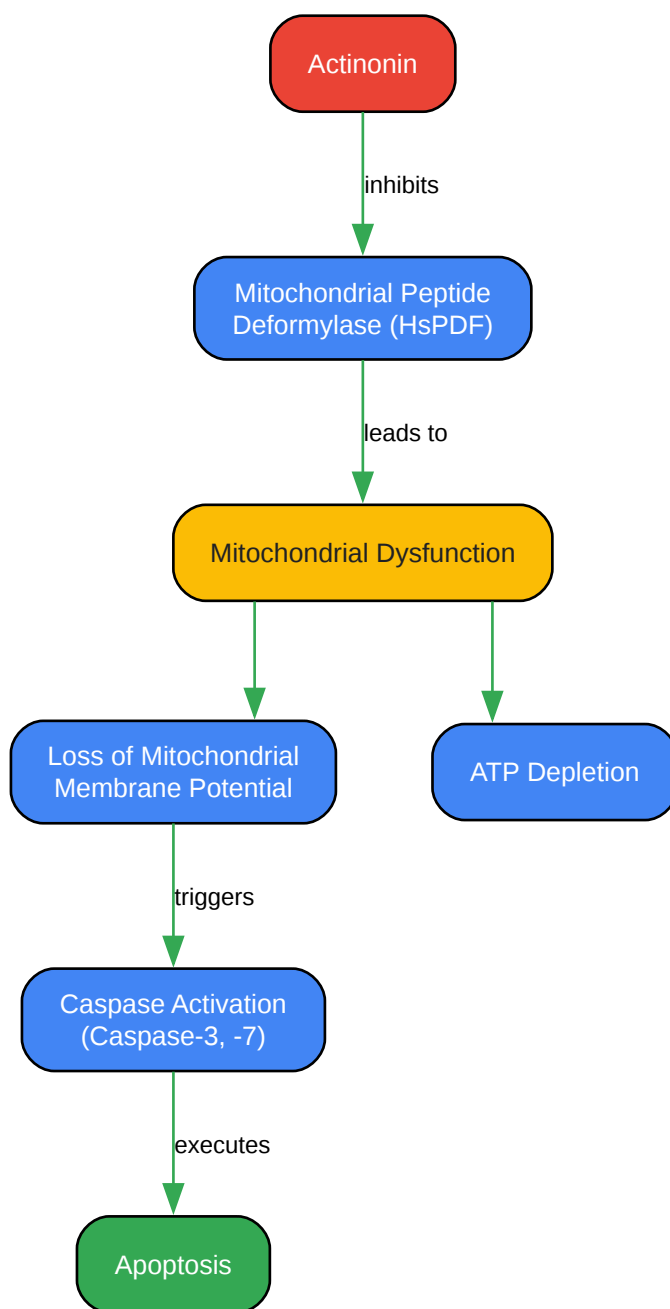 Actinonin
inhibits
Mitochondrial Peptide
Deformylase (HsPDF)
leads to
Mitochondrial Dysfunction
Loss of Mitochondrial
Membrane Potential
ATP Depletion
triggers
Caspase Activation
(Caspase-3, -7)
executes
Apoptosis